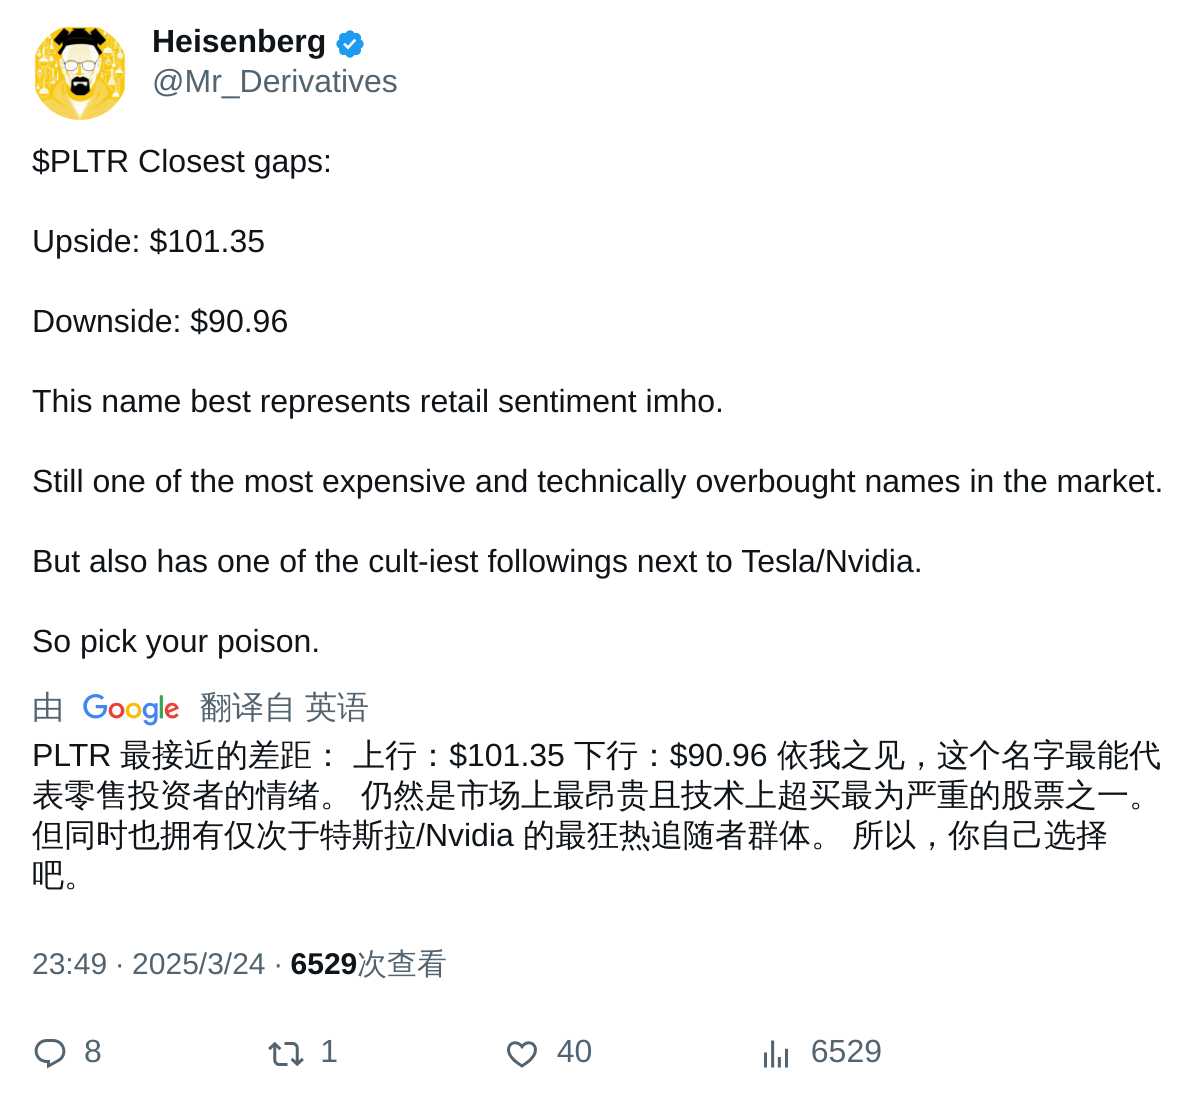 Heisenberg
@Mr_Derivatives
$PLTR Closest gaps:
Upside: $101.35
Downside: $90.96
This name best represents retail sentiment imho.
Still one of the most expensive and technically overbought names in the market.
But also has one of the cult-iest followings next to Tesla/Nvidia.
So pick your poison.
由 Google 翻译自 英语
PLTR 最接近的差距： 上行：$101.35 下行：$90.96 依我之见，这个名字最能代
表零售投资者的情绪。 仍然是市场上最昂贵且技术上超买最为严重的股票之一。
但同时也拥有仅次于特斯拉/Nvidia 的最狂热追随者群体。 所以，你自己选择
吧。
23:49 · 2025/3/24 · 6529次查看
8 1 40 6529